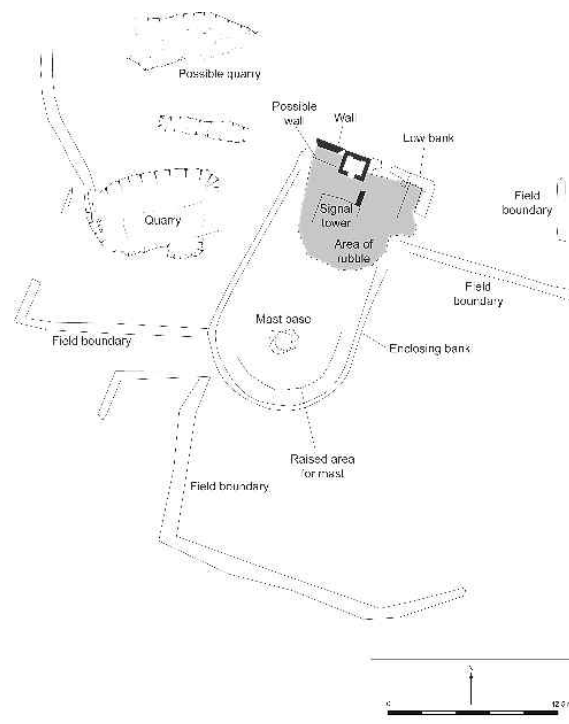 Possible quarry
Possible
wall
Wall
Low bank
Quarry
Signal
tower
Field
boundary
Area of
rubble
Field
boundary
Mast base
Field boundary
Enclosing bank
Raised area
for mast
Field boundary
N
0